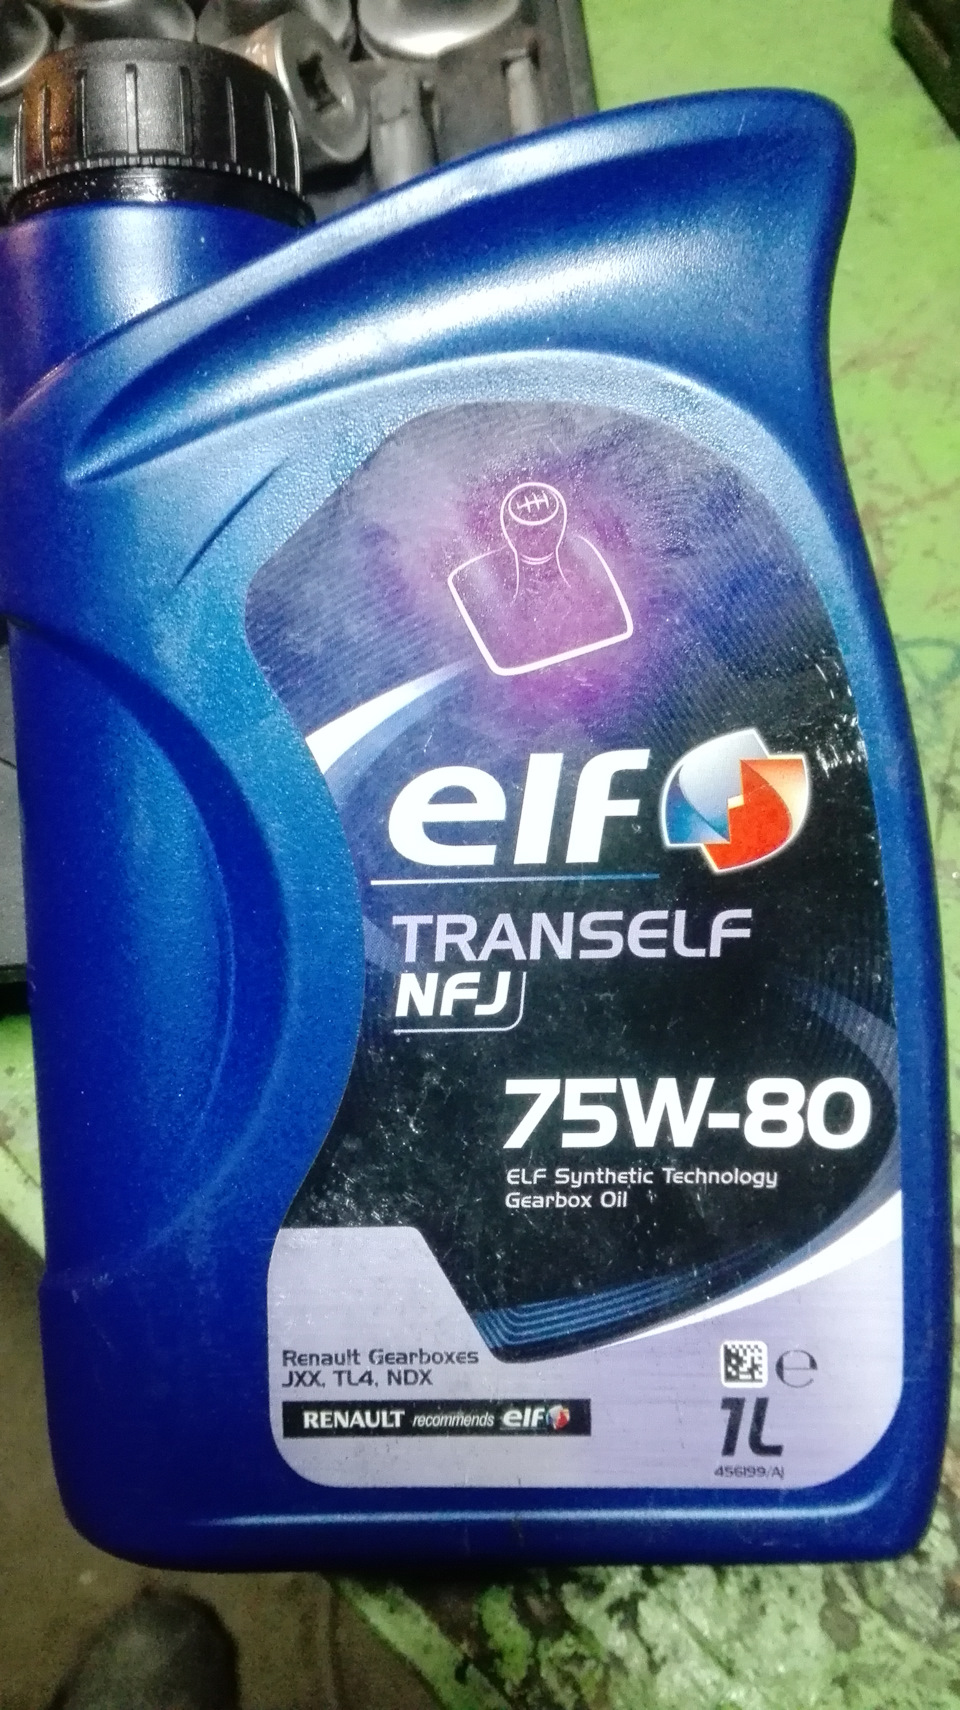 elf
TRANSELF
NFJ
75W-80
ELF Synthetic Technology
Gearbox Oil
Renault Gearboxes
JXX, TL4, NDX
RENAULT recommends elf
e
1L
456199/AJ